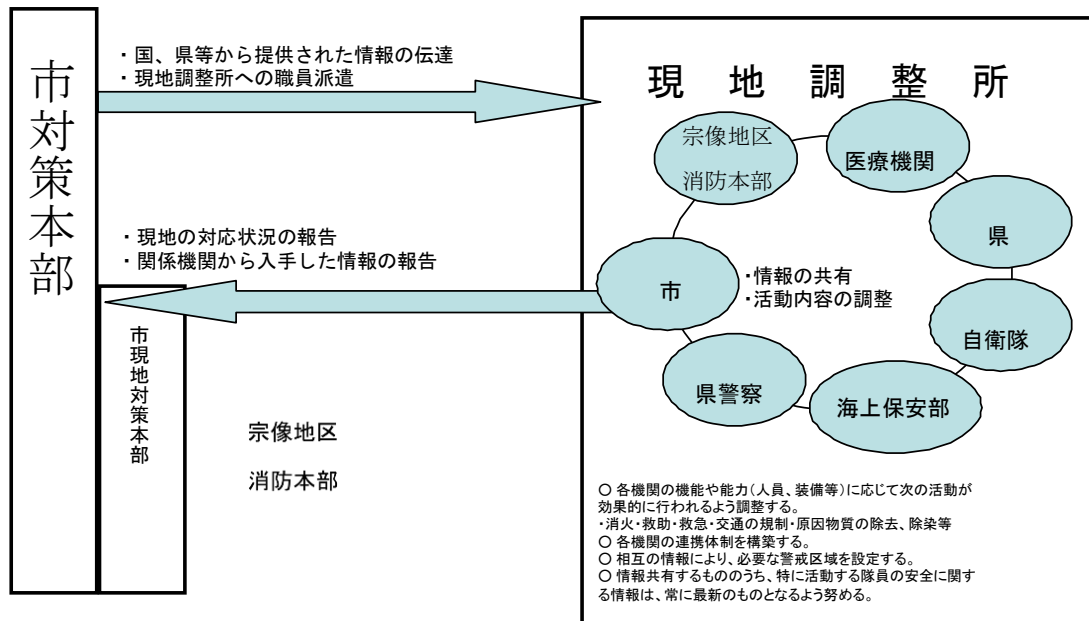 市対策本部
・国、県等から提供された情報の伝達
・現地調整所への職員派遣
・現地の対応状況の報告
・関係機関から入手した情報の報告
市現地対策本部
宗像地区
消防本部
現地調整所
宗像地区
消防本部
医療機関
県
市
・情報の共有
・活動内容の調整
自衛隊
県警察
海上保安部
○ 各機関の機能や能力(人員、装備等)に応じて次の活動が
効果的に行われるよう調整する。
・消火・救助・救急・交通の規制・原因物質の除去、除染等
○ 各機関の連携体制を構築する。
○ 相互の情報により、必要な警戒区域を設定する。
○ 情報共有するもののうち、特に活動する隊員の安全に関す
る情報は、常に最新のものとなるよう努める。